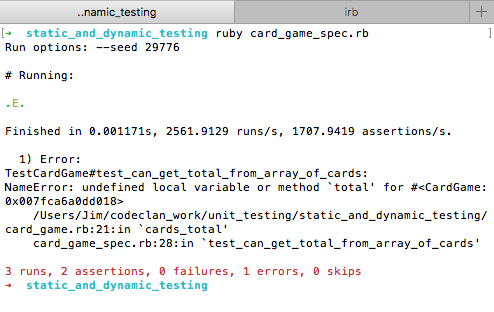 ..namic_testing irb +
[➜ static_and_dynamic_testing ruby card_game_spec.rb ]
Run options: --seed 29776
# Running:
.E.
Finished in 0.001171s, 2561.9129 runs/s, 1707.9419 assertions/s.
1) Error:
TestCardGame#test_can_get_total_from_array_of_cards:
NameError: undefined local variable or method `total' for #<CardGame:
0x007fca6a0dd018>
/Users/Jim/codeclan_work/unit_testing/static_and_dynamic_testing/
card_game.rb:21:in `cards_total'
card_game_spec.rb:28:in `test_can_get_total_from_array_of_cards'
3 runs, 2 assertions, 0 failures, 1 errors, 0 skips
➜ static_and_dynamic_testing